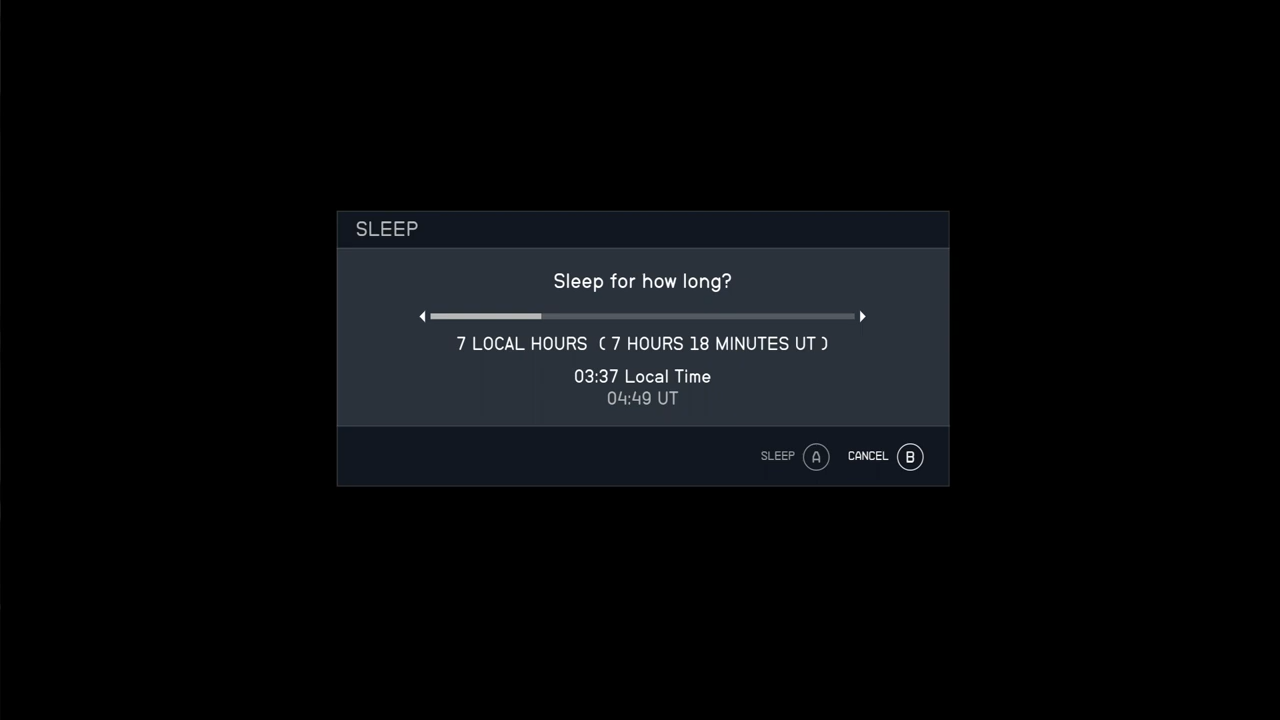 SLEEP
Sleep for how long?
7 LOCAL HOURS ( 7 HOURS 18 MINUTES UT )
03:37 Local Time
04:49 UT
SLEEP A CANCEL B